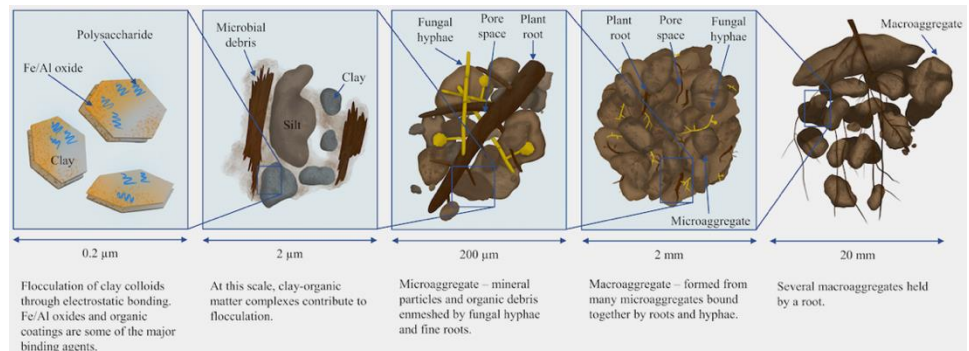 Polysaccharide
Fe/Al oxide
Clay
Microbial
debris
Clay
Silt
Fungal
hyphae
Pore
space
Plant
root
Plant
root
Pore
space
Fungal
hyphae
Microaggregate
Macroaggregate
0.2 µm
2 µm
200 µm
2 mm
20 mm
Flocculation of clay colloids
through electrostatic bonding.
Fe/Al oxides and organic
coatings are some of the major
binding agents.
At this scale, clay-organic
matter complexes contribute to
flocculation.
Microaggregate – mineral
particles and organic debris
enmeshed by fungal hyphae
and fine roots.
Macroaggregate – formed from
many microaggregates bound
together by roots and hyphae.
Several macroaggregates held
by a root.